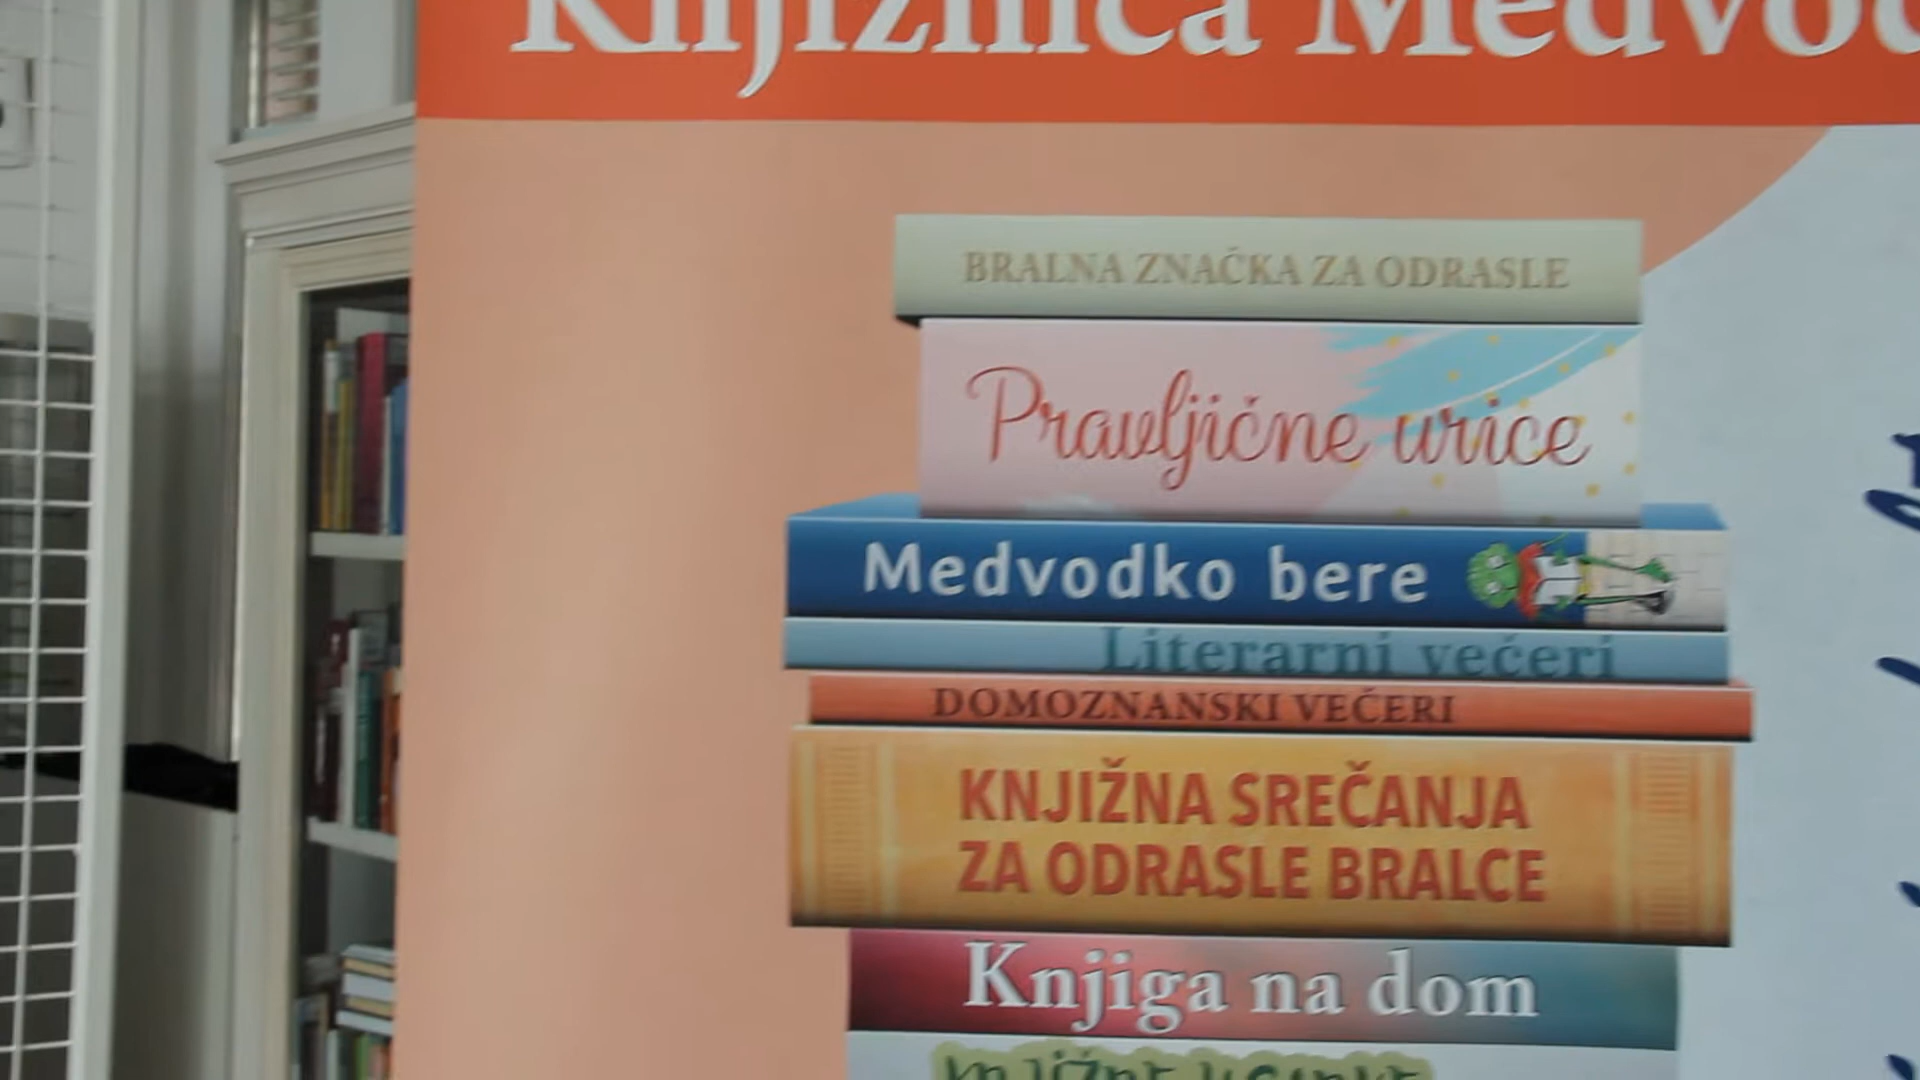 Knjižnica Medvod
BRALNA ZNAČKA ZA ODRASLE
Pravljične urice
Medvodko bere
Literarni večeri
DOMOZNANSKI VEČERI
KNJIŽNA SREČANJA
ZA ODRASLE BRALCE
Knjiga na dom